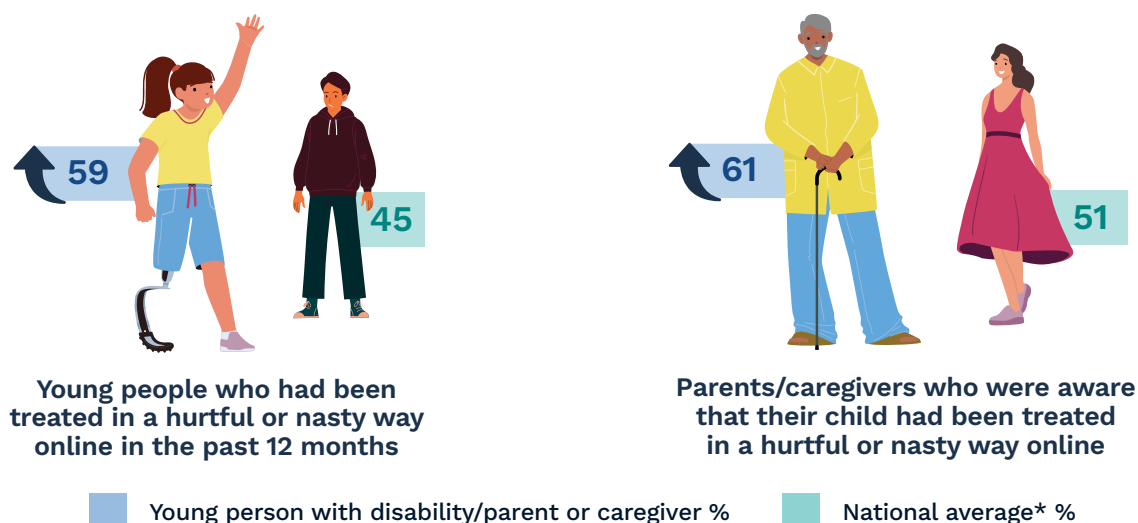 59
45
61
51
Young people who had been
treated in a hurtful or nasty way
online in the past 12 months
Parents/caregivers who were aware
that their child had been treated
in a hurtful or nasty way online
Young person with disability/parent or caregiver %
National average* %